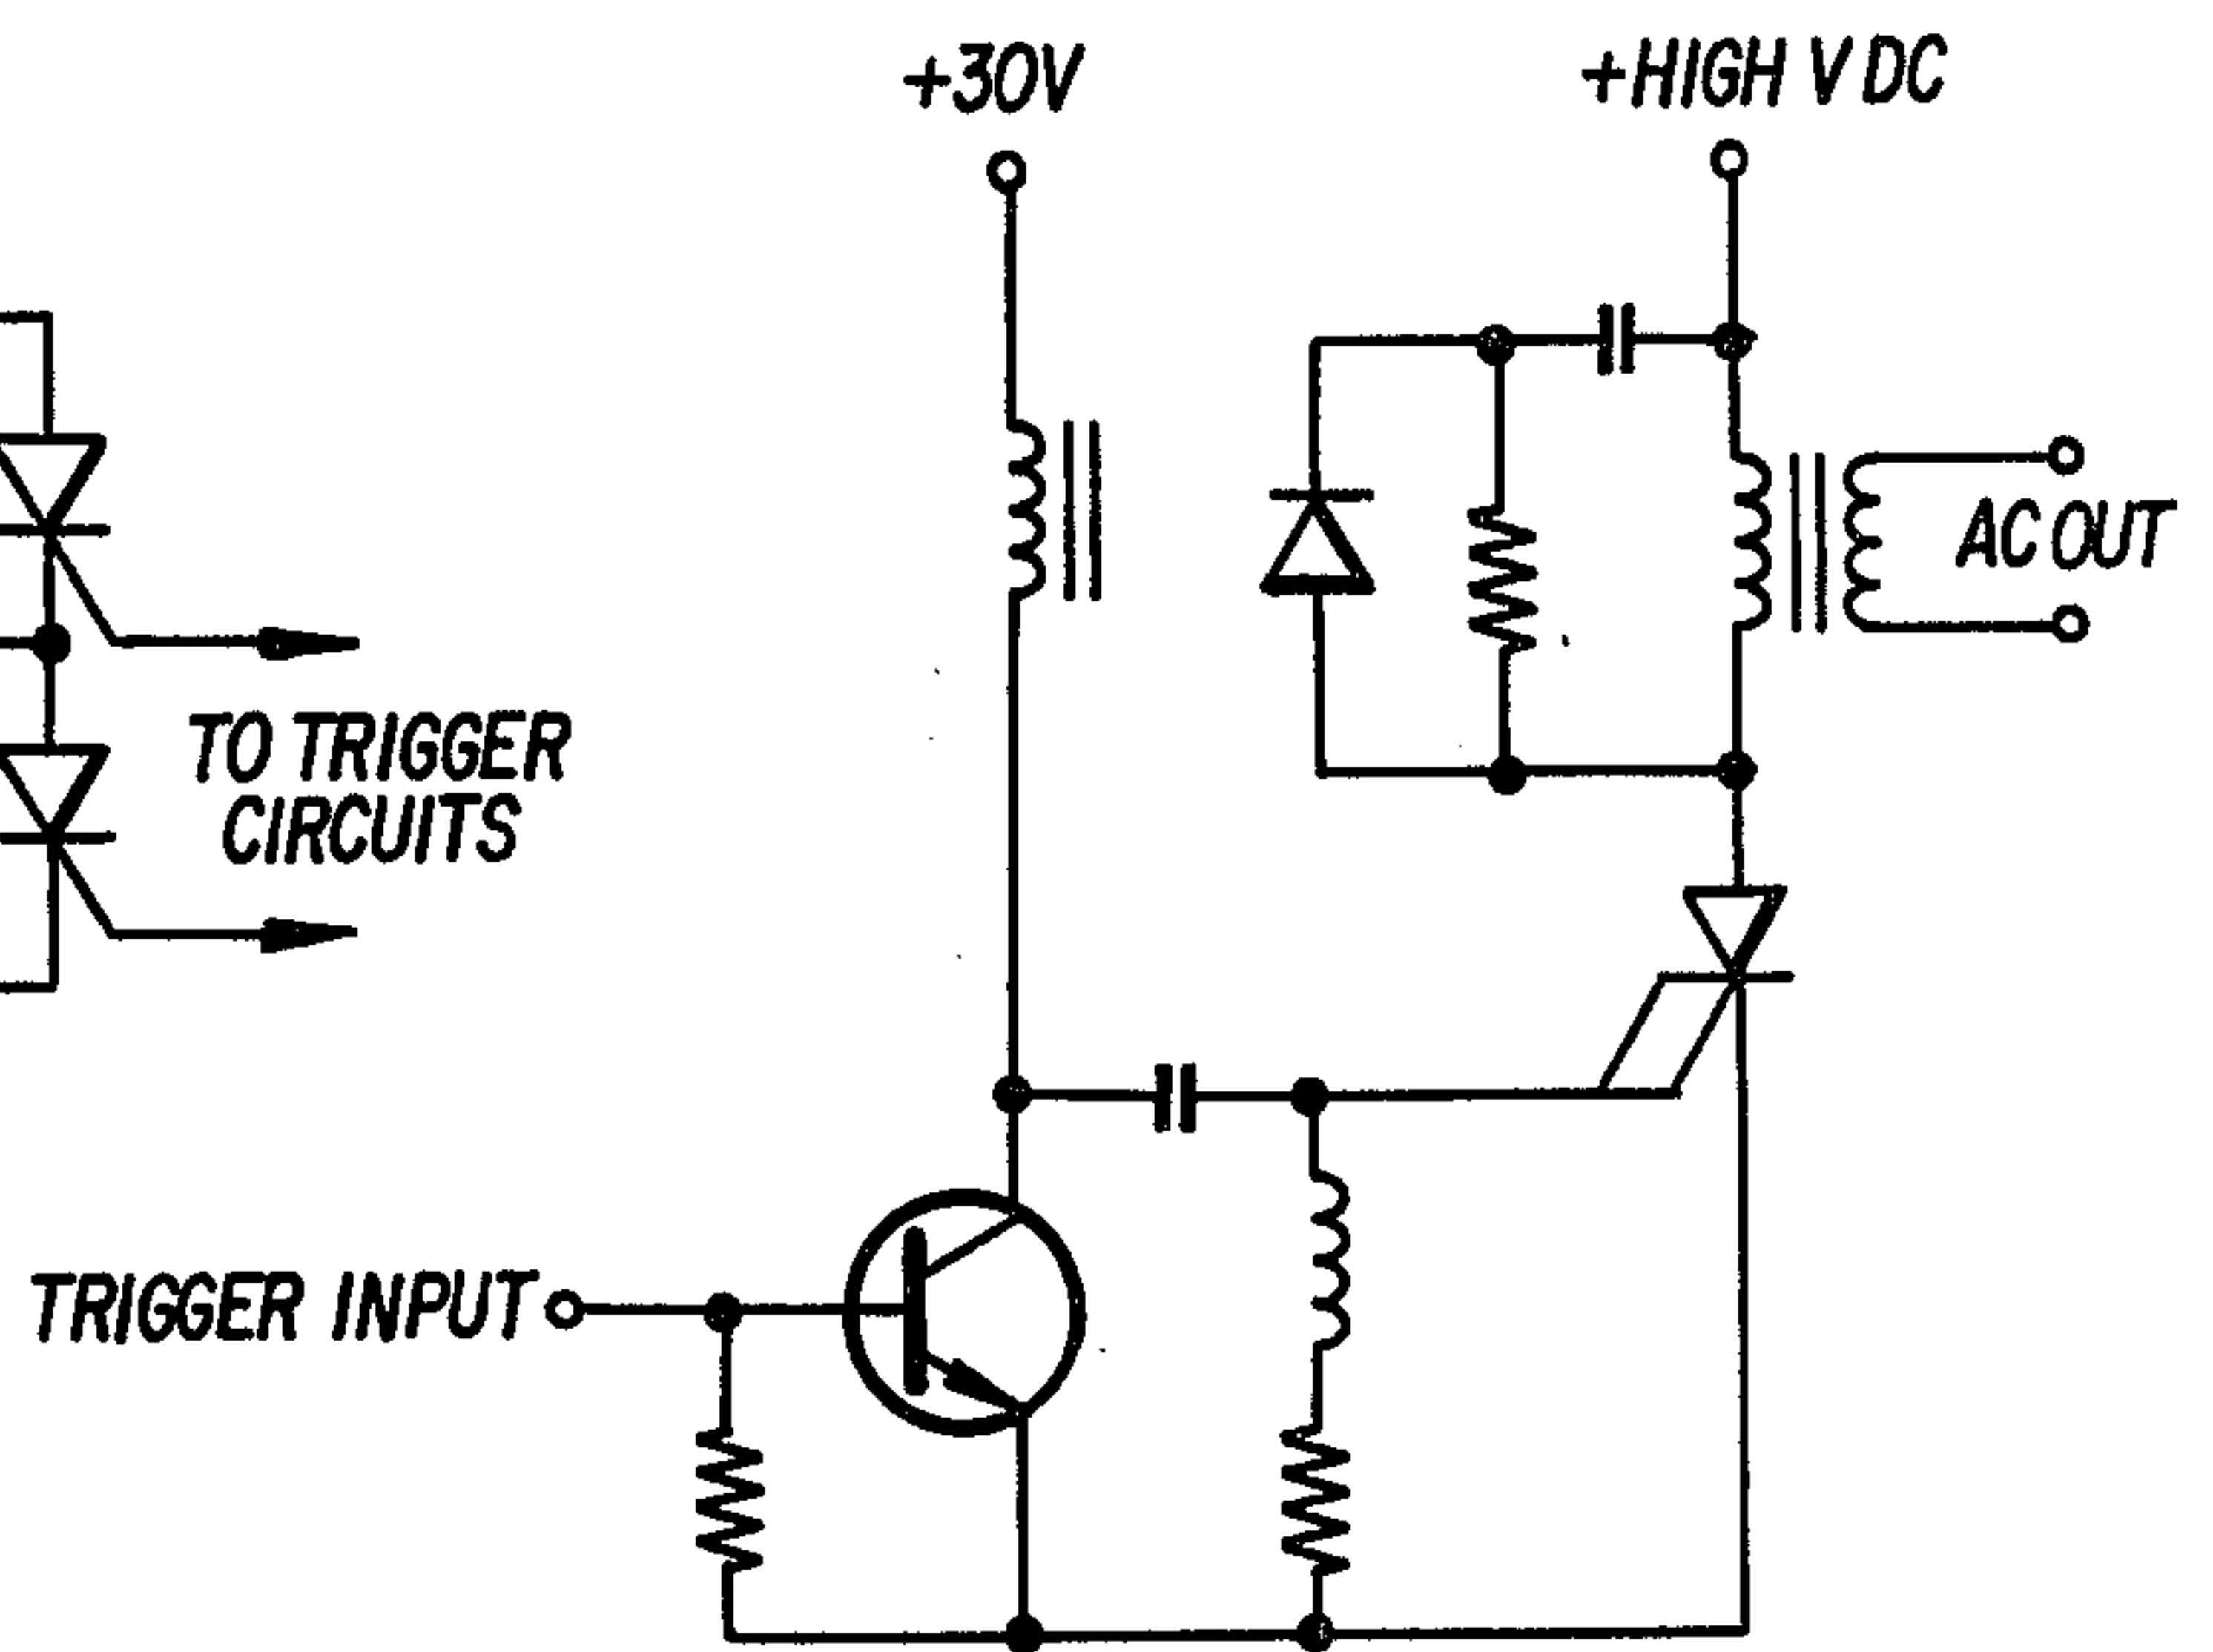 +30V
+HIGH V DC
AC OUT
TO TRIGGER
CIRCUITS
TRIGGER INPUT